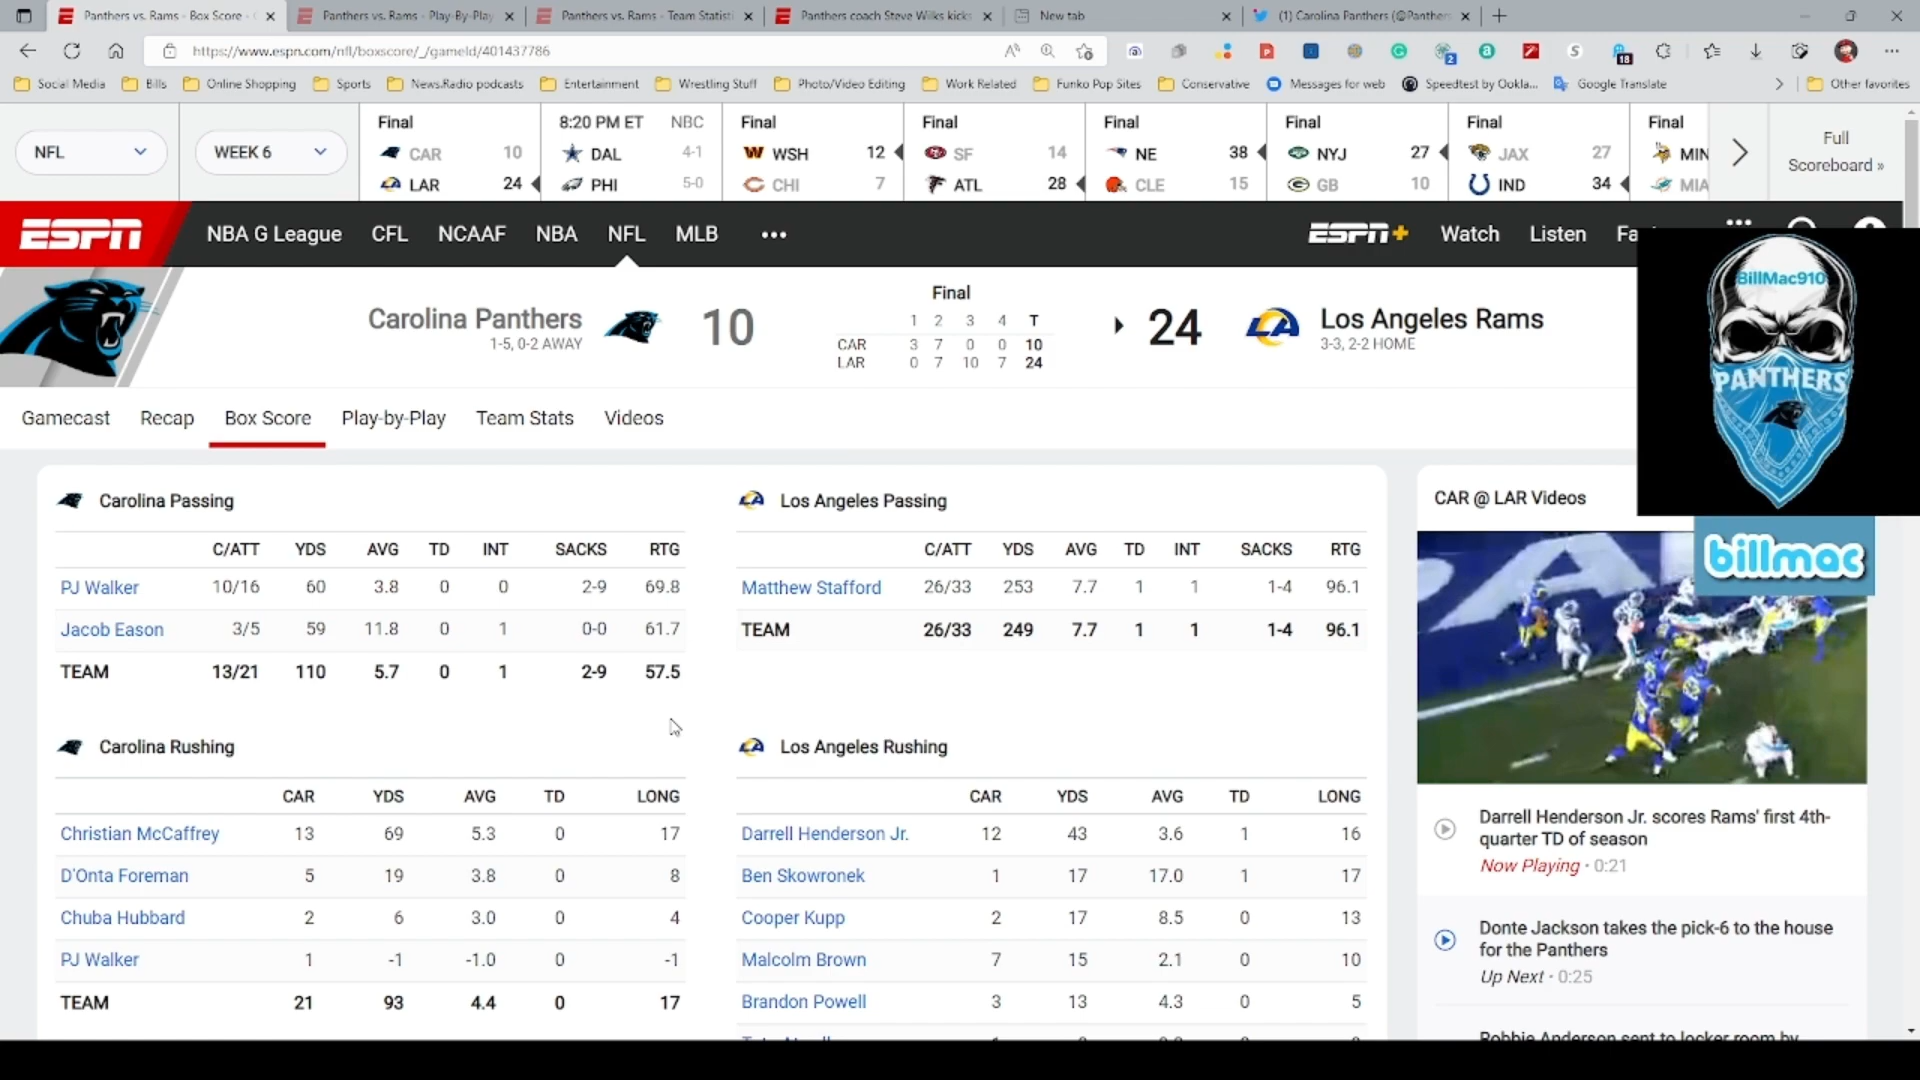 Panthers vs. Rams - Box Score -
Panthers vs. Rams - Play-By-Play
Panthers vs. Rams - Team Statisti
Panthers coach Steve Wilks kicks
New tab
(1) Carolina Panthers (@Panther
https://www.espn.com/nfl/boxscore/_/gameId/401437786
2
18
Social Media Bills Online Shopping Sports News.Radio podcasts Entertainment Wrestling Stuff Photo/Video Editing Work Related Funko Pop Sites Conservative Messages for web Speedtest by Ookla... Google Translate Other favorites
Final 8:20 PM ET NBC Final Final Final Final Final Final
NFL WEEK 6 Full Scoreboard »
CAR 10 DAL 4-1 WSH 12 SF 14 NE 38 NYJ 27 JAX 27 MIN
LAR 24 PHI 5-0 CHI 7 ATL 28 CLE 15 GB 10 IND 34 MIA
ESPN NBA G League CFL NCAAF NBA NFL MLB ••• ESPN+ Watch Listen
BillMac910
PANTHERS
billmac
Final
Carolina Panthers 10 24 Los Angeles Rams
1-5, 0-2 AWAY 3-3, 2-2 HOME
1 2 3 4 T
CAR 3 7 0 0 10
LAR 0 7 10 7 24
Gamecast Recap Box Score Play-by-Play Team Stats Videos
Carolina Passing
C/ATT YDS AVG TD INT SACKS RTG
PJ Walker 10/16 60 3.8 0 0 2-9 69.8
Jacob Eason 3/5 59 11.8 0 1 0-0 61.7
TEAM 13/21 110 5.7 0 1 2-9 57.5
Los Angeles Passing
C/ATT YDS AVG TD INT SACKS RTG
Matthew Stafford 26/33 253 7.7 1 1 1-4 96.1
TEAM 26/33 249 7.7 1 1 1-4 96.1
Carolina Rushing
CAR YDS AVG TD LONG
Christian McCaffrey 13 69 5.3 0 17
D'Onta Foreman 5 19 3.8 0 8
Chuba Hubbard 2 6 3.0 0 4
PJ Walker 1 -1 -1.0 0 -1
TEAM 21 93 4.4 0 17
Los Angeles Rushing
CAR YDS AVG TD LONG
Darrell Henderson Jr. 12 43 3.6 1 16
Ben Skowronek 1 17 17.0 1 17
Cooper Kupp 2 17 8.5 0 13
Malcolm Brown 7 15 2.1 0 10
Brandon Powell 3 13 4.3 0 5
CAR @ LAR Videos
Darrell Henderson Jr. scores Rams' first 4th-
quarter TD of season
Now Playing · 0:21
Donte Jackson takes the pick-6 to the house
for the Panthers
Up Next · 0:25
Robbie Anderson sent to locker room by